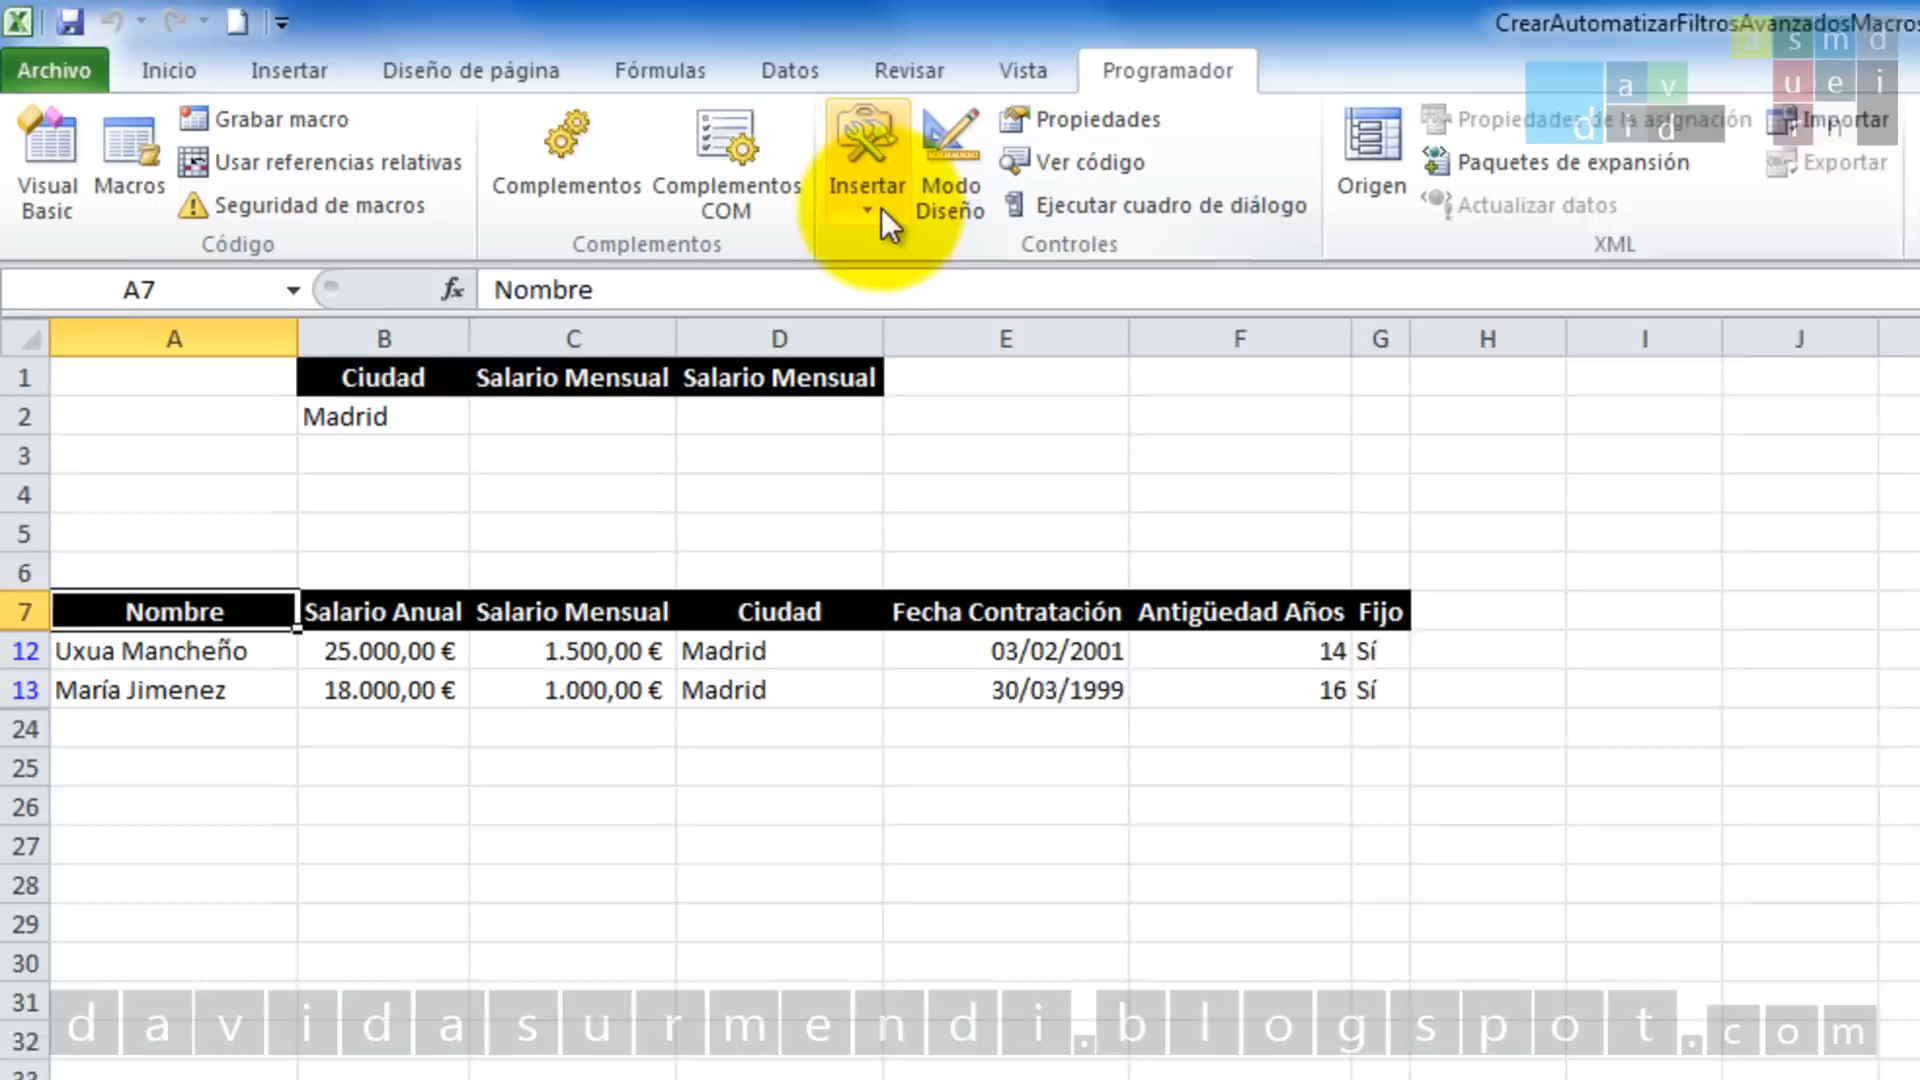 CrearAutomatizarFiltrosAvanzadosMacros
Archivo Inicio Insertar Diseño de página Fórmulas Datos Revisar Vista Programador
Visual Basic
Macros
Grabar macro
Usar referencias relativas
Seguridad de macros
Código
Complementos
Complementos COM
Complementos
Insertar
Modo Diseño
Propiedades
Ver código
Ejecutar cuadro de diálogo
Controles
Origen
Propiedades de la asignación
Paquetes de expansión
Actualizar datos
Importar
Exportar
XML
A7 fx Nombre
A B C D E F G H I J
1 Ciudad Salario Mensual Salario Mensual
2 Madrid
3
4
5
6
7 Nombre Salario Anual Salario Mensual Ciudad Fecha Contratación Antigüedad Años Fijo
12 Uxua Mancheño 25.000,00 € 1.500,00 € Madrid 03/02/2001 14 Sí
13 María Jimenez 18.000,00 € 1.000,00 € Madrid 30/03/1999 16 Sí
24
25
26
27
28
29
30
31
32
33
davidasurmendi.blogspot.com